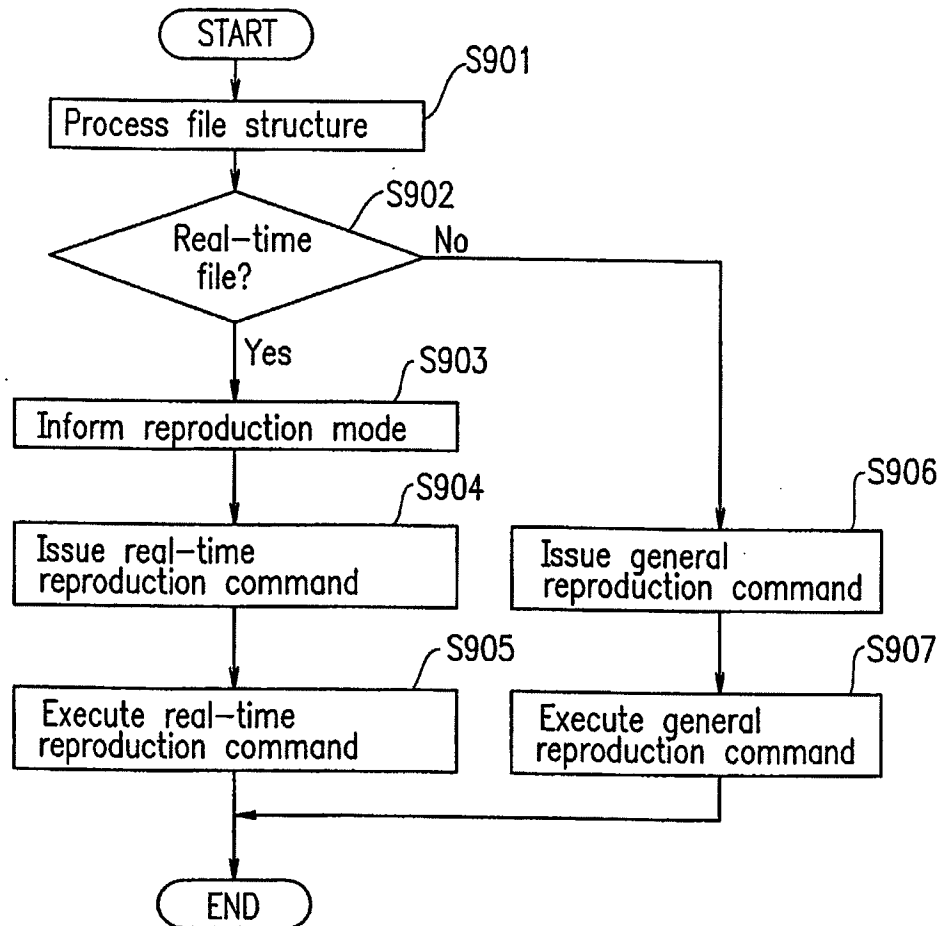 START
S901
Process file structure
S902
Real-time
file?
No
Yes
S903
Inform reproduction mode
S904
Issue real-time
reproduction command
S906
Issue general
reproduction command
S905
Execute real-time
reproduction command
S907
Execute general
reproduction command
END